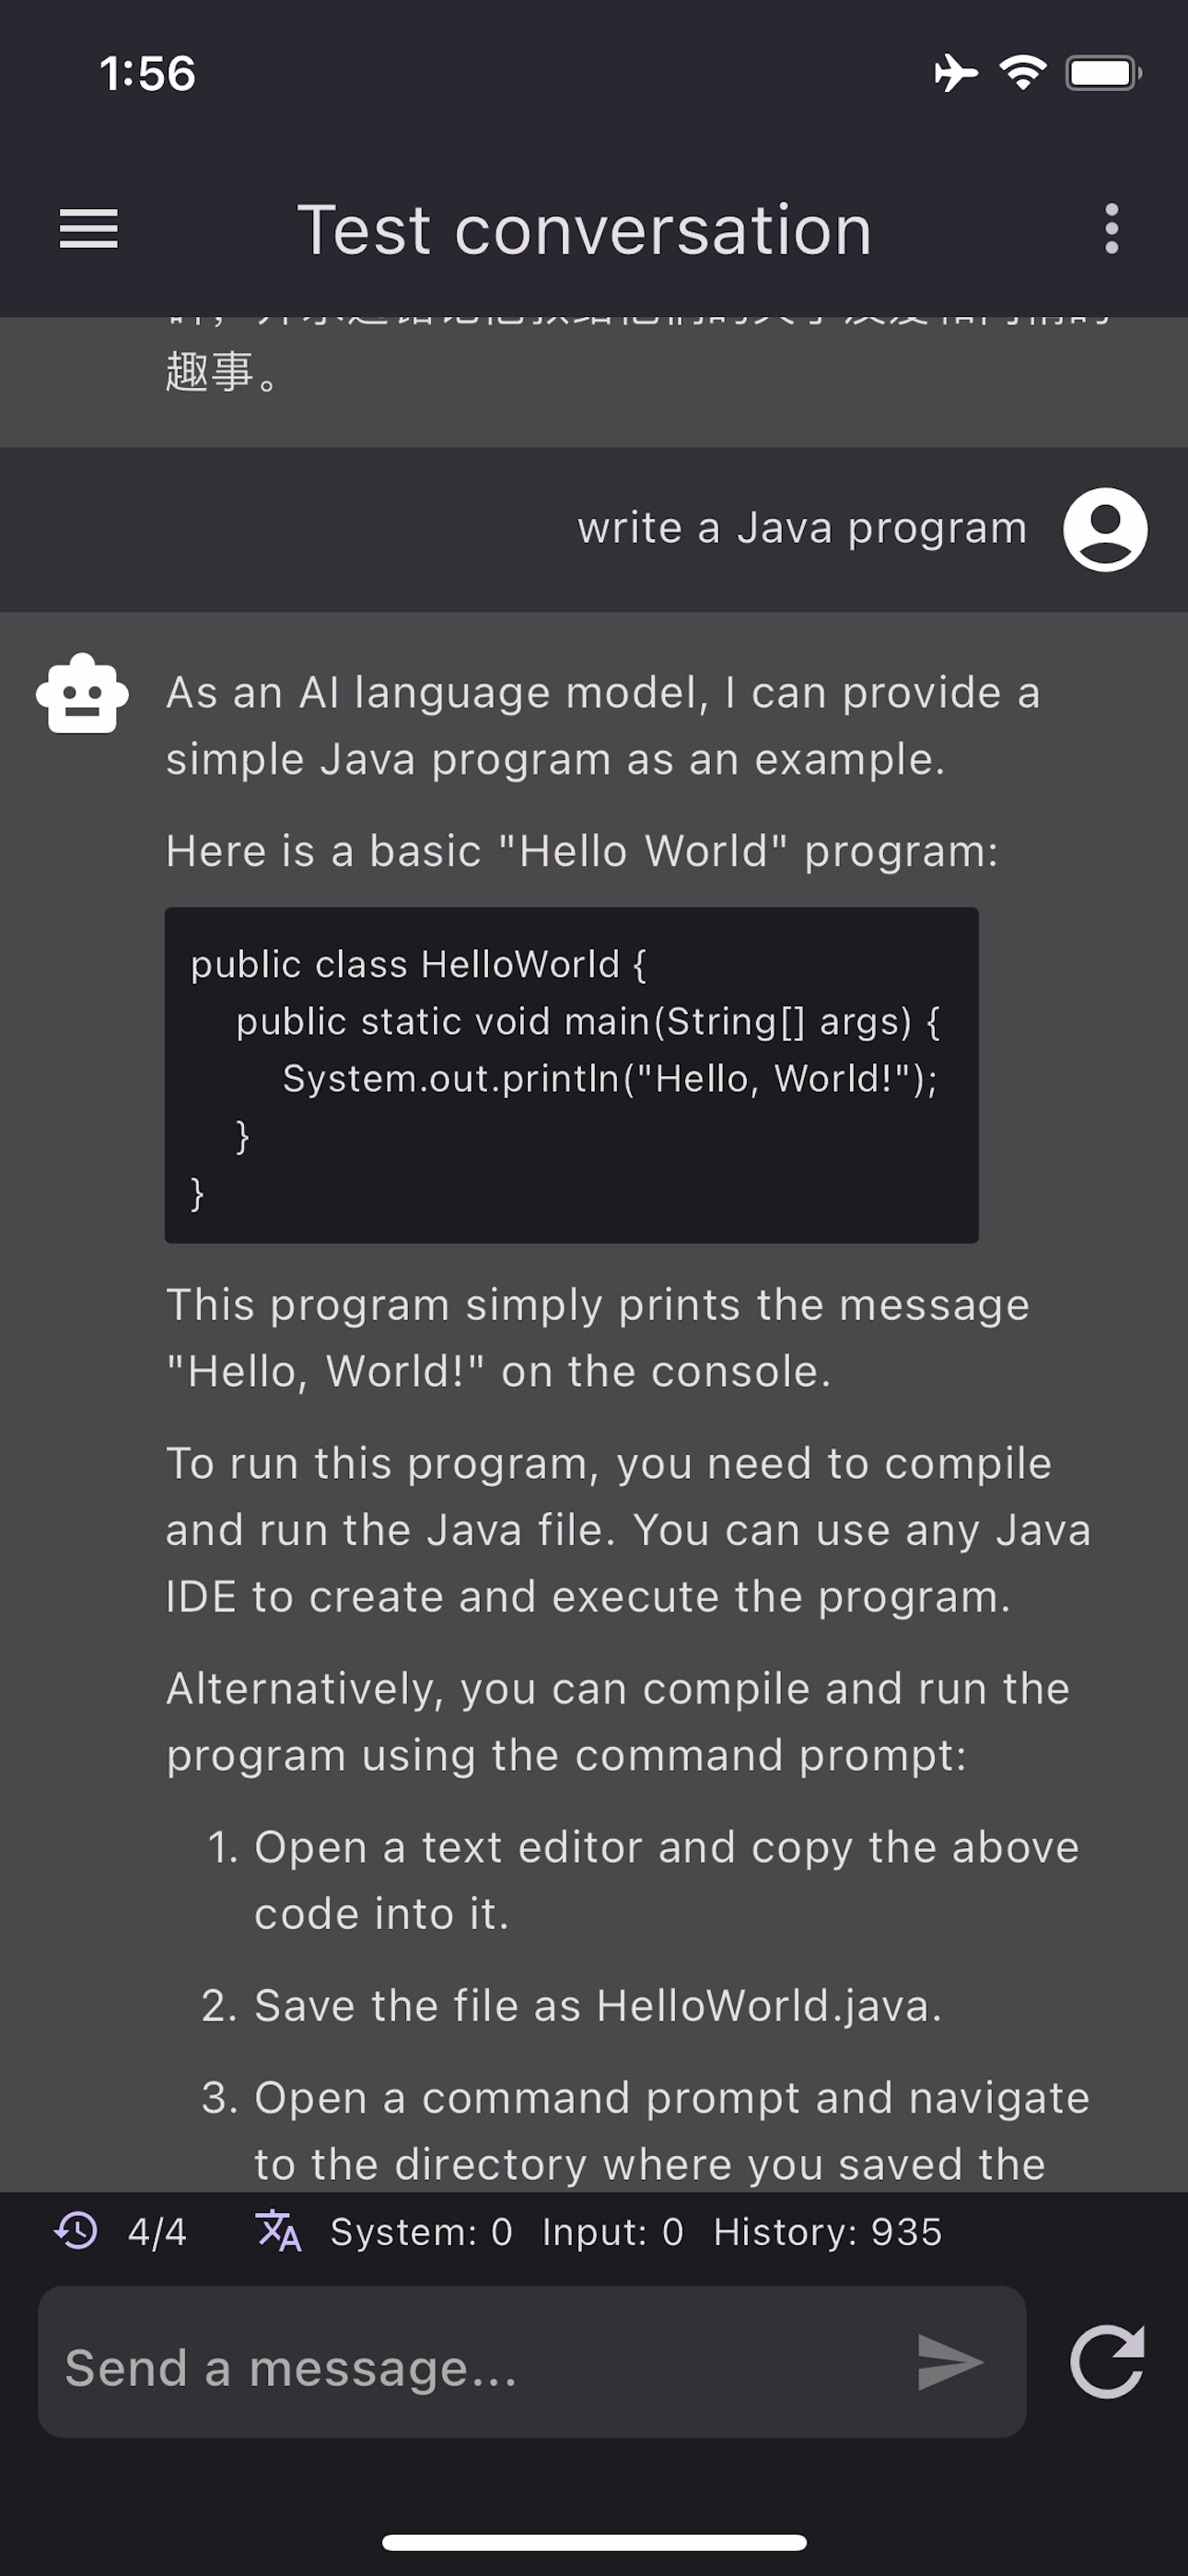 1:56
Test conversation
趣事。
write a Java program
As an AI language model, I can provide a
simple Java program as an example.
Here is a basic "Hello World" program:
public class HelloWorld {
public static void main(String[] args) {
System.out.println("Hello, World!");
}
}
This program simply prints the message
"Hello, World!" on the console.
To run this program, you need to compile
and run the Java file. You can use any Java
IDE to create and execute the program.
Alternatively, you can compile and run the
program using the command prompt:
1. Open a text editor and copy the above
code into it.
2. Save the file as HelloWorld.java.
3. Open a command prompt and navigate
to the directory where you saved the
4/4 System: 0 Input: 0 History: 935
Send a message...